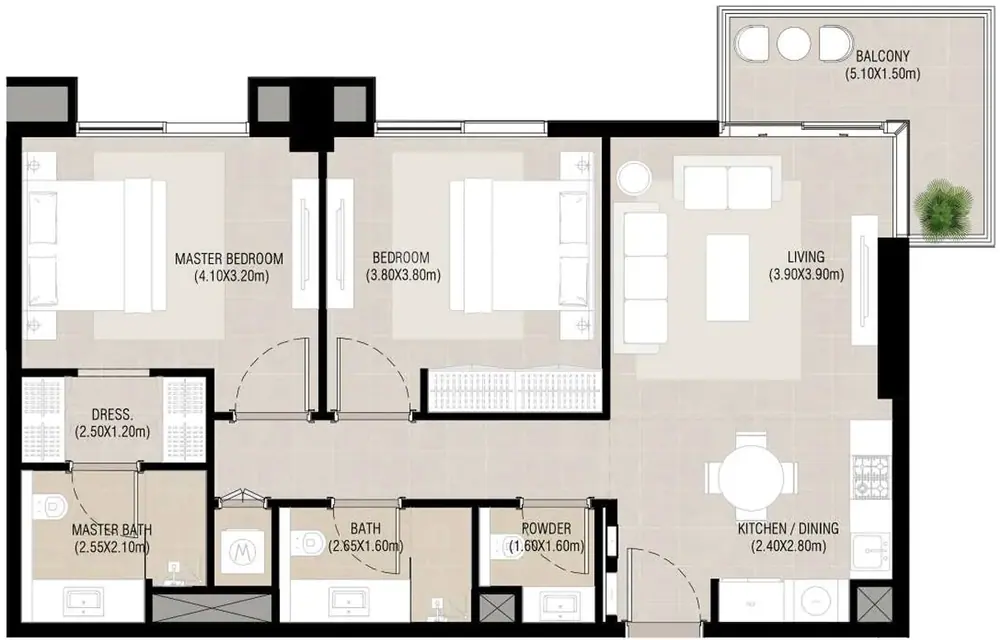 BALCONY
(5.10X1.50m)
MASTER BEDROOM
(4.10X3.20m)
BEDROOM
(3.80X3.80m)
LIVING
(3.90X3.90m)
DRESS.
(2.50X1.20m)
MASTER BATH
(2.55X2.10m)
M
BATH
(2.65X1.60m)
POWDER
(1.60X1.60m)
KITCHEN / DINING
(2.40X2.80m)